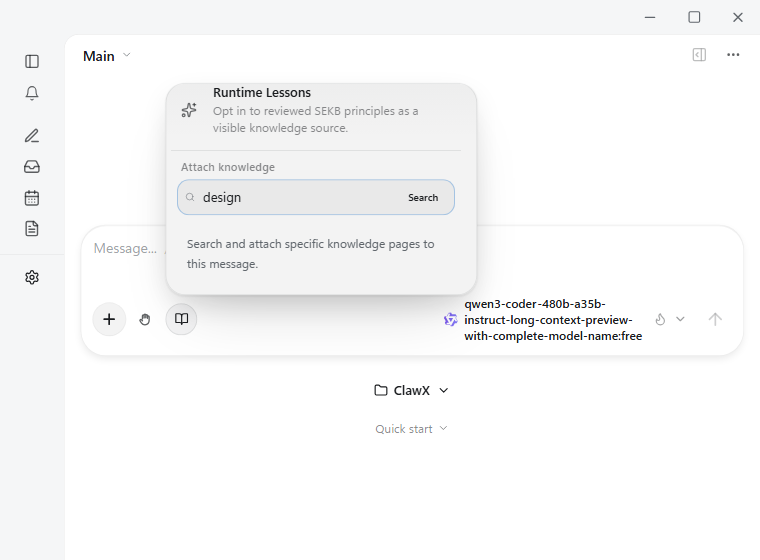 Main
Runtime Lessons
Opt in to reviewed SEKB principles as a
visible knowledge source.
Attach knowledge
design
Search
Search and attach specific knowledge pages to
this message.
Message...
qwen3-coder-480b-a35b-
instruct-long-context-preview-
with-complete-model-name:free
ClawX
Quick start